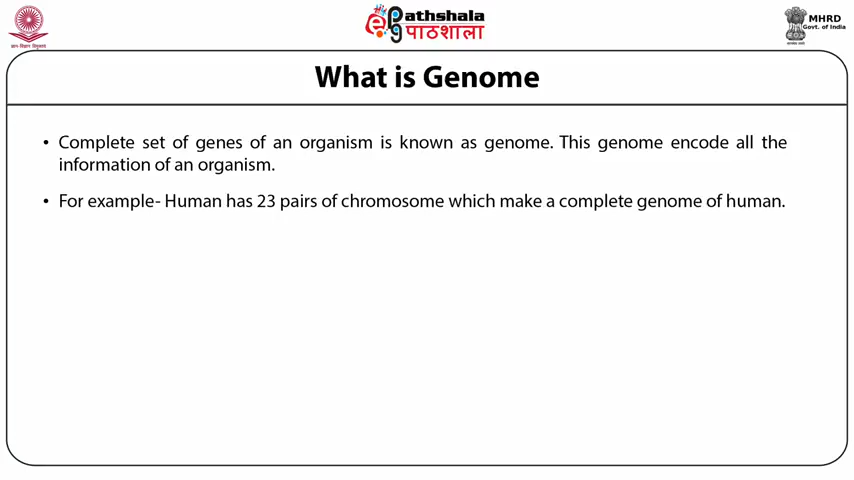 ePG Pathshala
पाठशाला
MHRD
Govt. of India
What is Genome
• Complete set of genes of an organism is known as genome. This genome encode all the
information of an organism.
• For example- Human has 23 pairs of chromosome which make a complete genome of human.